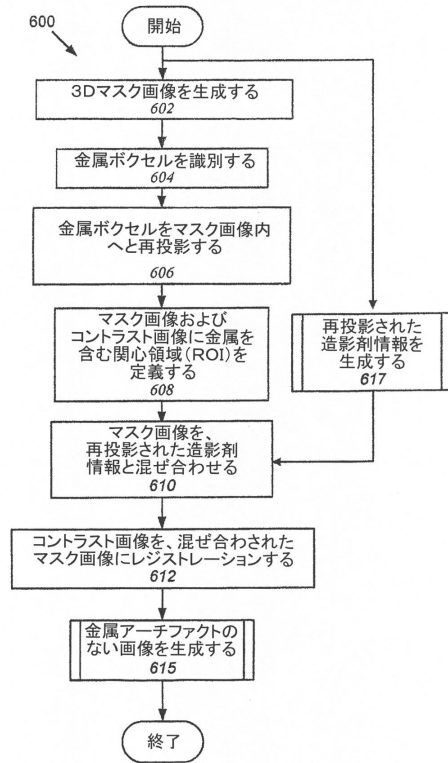 600
開始
3Dマスク画像を生成する
602
金属ボクセルを識別する
604
金属ボクセルをマスク画像内
へと再投影する
606
マスク画像および
コントラスト画像に金属を
含む関心領域(ROI)を
定義する
608
再投影された
造影剤情報を
生成する
617
マスク画像を、
再投影された造影剤
情報と混ぜ合わせる
610
コントラスト画像を、混ぜ合わされた
マスク画像にレジストレーションする
612
金属アーチファクトの
ない画像を生成する
615
終了